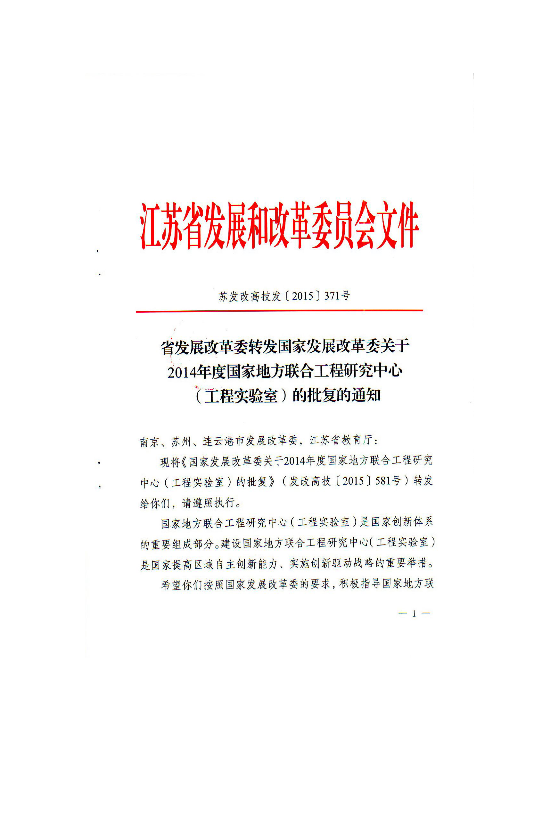 江苏省发展和改革委员会文件
苏发改高技发〔2015〕371号
省发展改革委转发国家发展改革委关于
2014年度国家地方联合工程研究中心
（工程实验室）的批复的通知
南京、苏州、连云港市发展改革委，江苏省教育厅：
现将《国家发展改革委关于2014年度国家地方联合工程研究
中心（工程实验室）的批复》（发改高技〔2015〕581号）转发
给你们，请遵照执行。
国家地方联合工程研究中心（工程实验室）是国家创新体系
的重要组成部分。建设国家地方联合工程研究中心（工程实验室）
是国家提高区域自主创新能力、实施创新驱动战略的重要举措。
希望你们按照国家发展改革委的要求，积极指导国家地方联
— 1 —